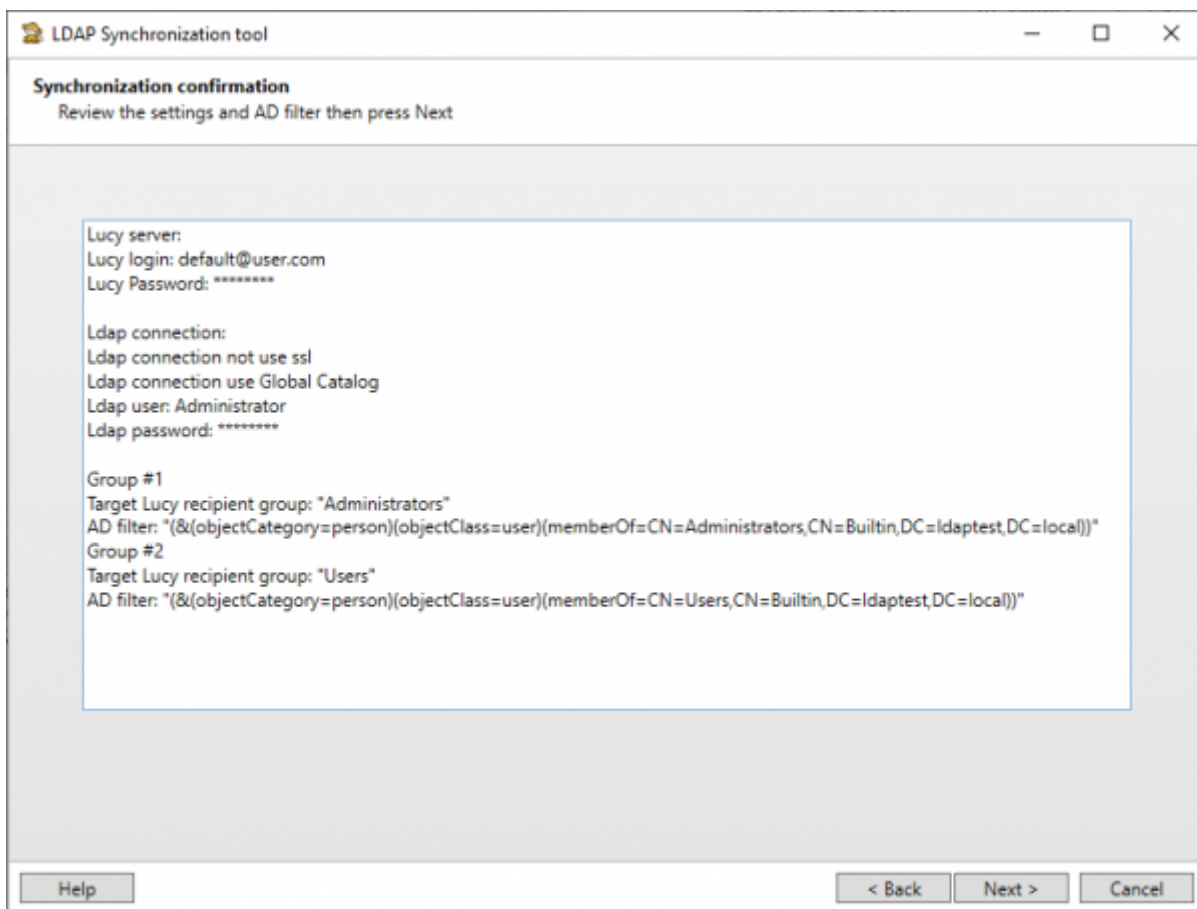 LDAP Synchronization tool
Synchronization confirmation
Review the settings and AD filter then press Next
Lucy server:
Lucy login: default@user.com
Lucy Password: ********
Ldap connection:
Ldap connection not use ssl
Ldap connection use Global Catalog
Ldap user: Administrator
Ldap password: ********
Group #1
Target Lucy recipient group: "Administrators"
AD filter: "(&(objectCategory=person)(objectClass=user)(memberOf=CN=Administrators,CN=Builtin,DC=ldaptest,DC=local))"
Group #2
Target Lucy recipient group: "Users"
AD filter: "(&(objectCategory=person)(objectClass=user)(memberOf=CN=Users,CN=Builtin,DC=ldaptest,DC=local))"
Help
< Back
Next >
Cancel